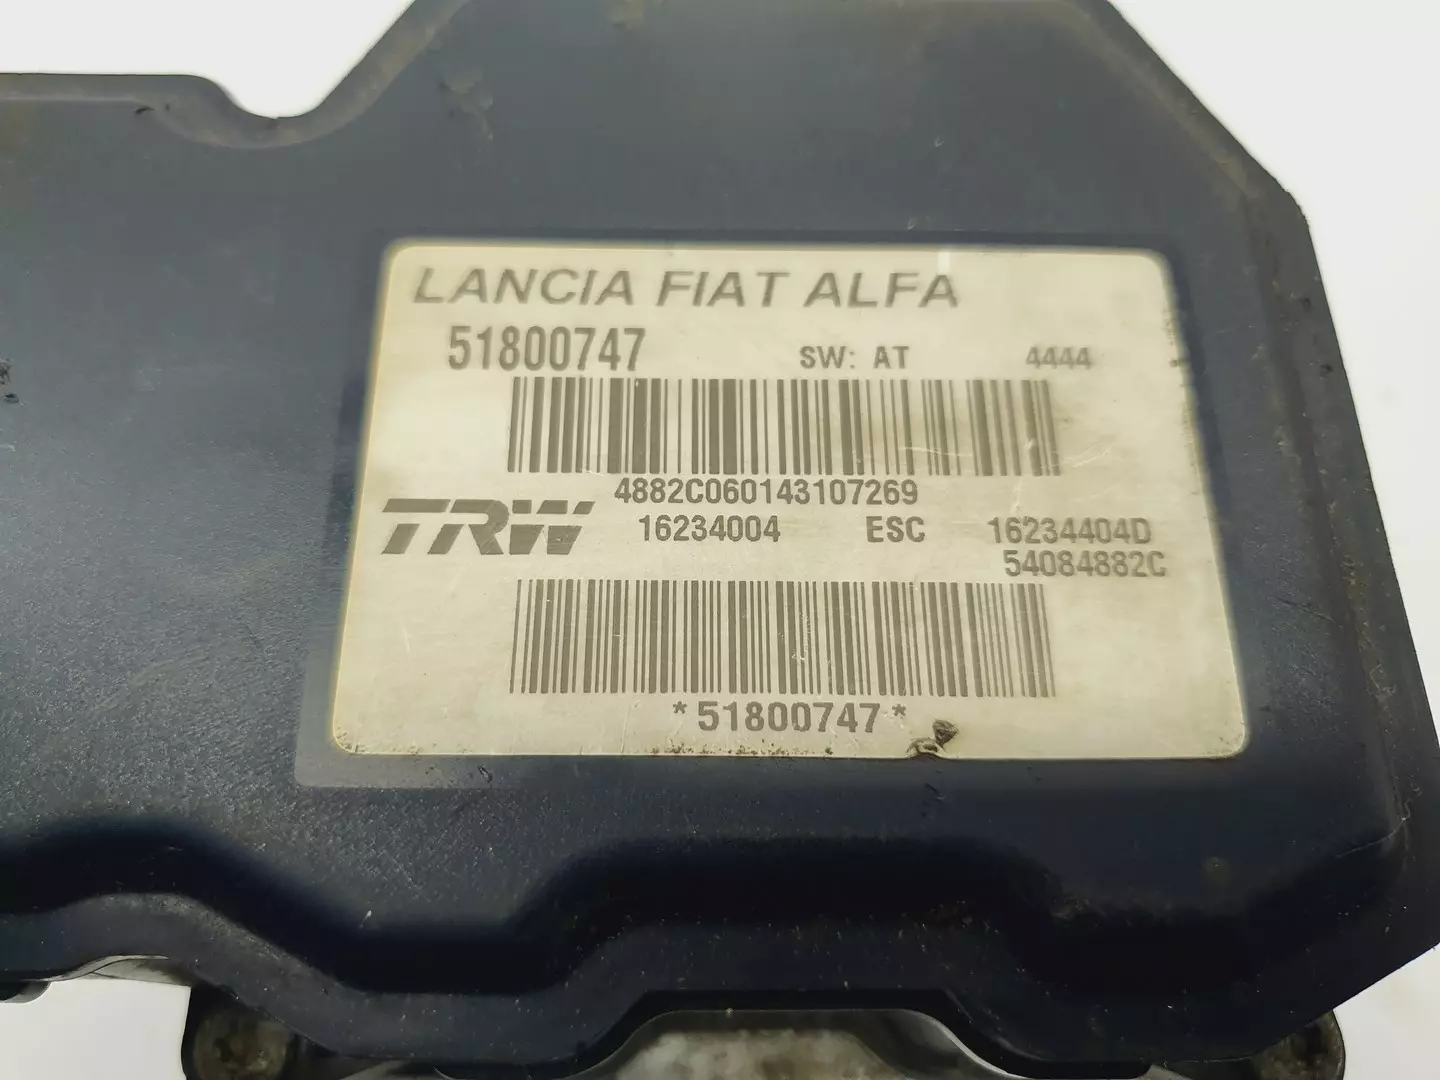 LANCIA FIAT ALFA
51800747 SW: AT 4444
4882C060143107269
TRW 16234004 ESC 16234404D
54084882C
*51800747*